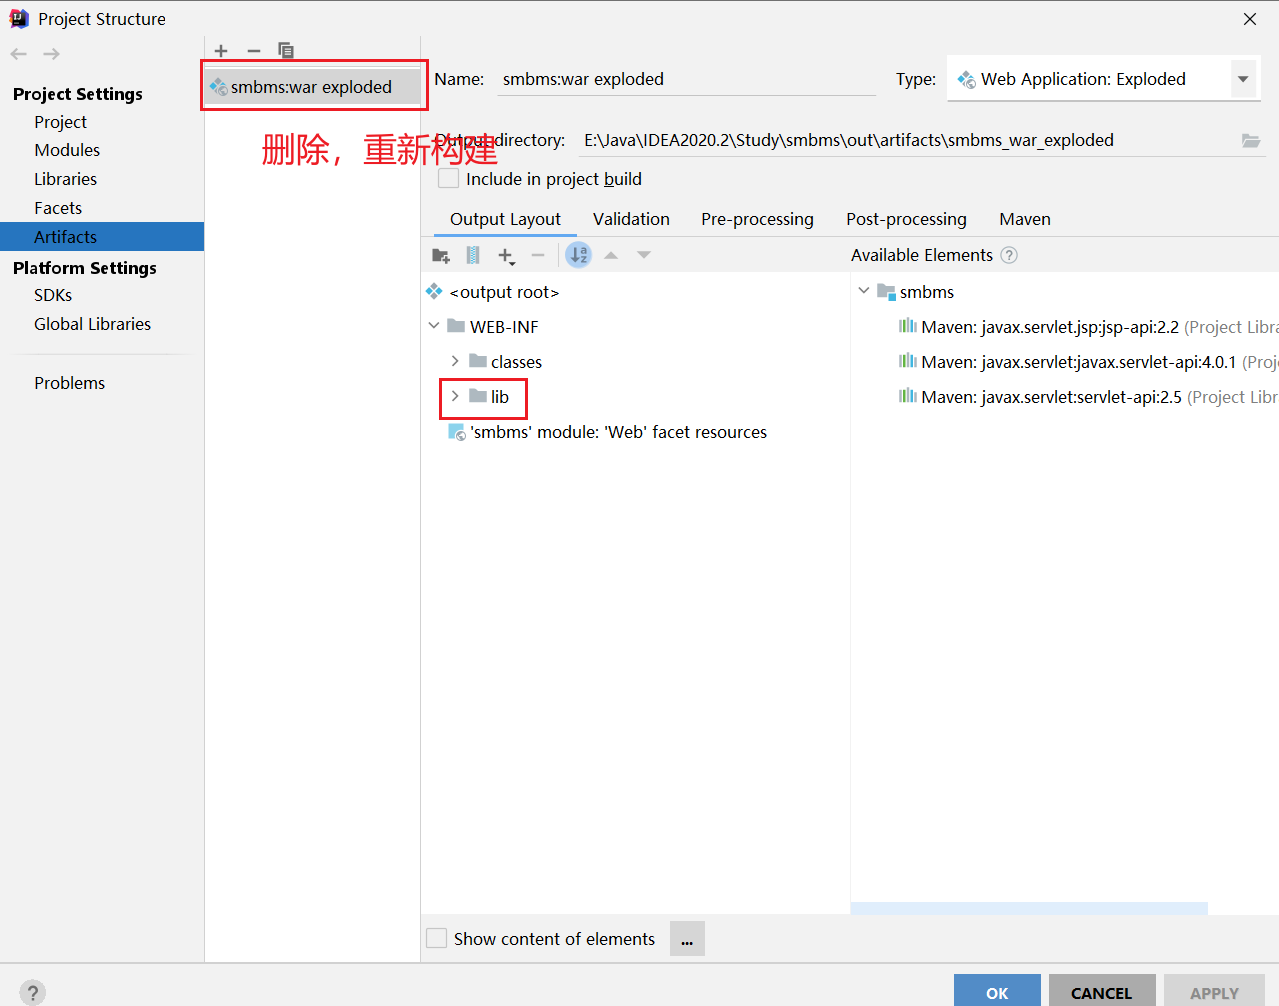 Project Structure
Project Settings
Project
Modules
Libraries
Facets
Artifacts
Platform Settings
SDKs
Global Libraries
Problems
smbms:war exploded
删除，重新构建
Name: smbms:war exploded
Type: Web Application: Exploded
Output directory: E:\Java\IDEA2020.2\Study\smbms\out\artifacts\smbms_war_exploded
Include in project build
Output Layout Validation Pre-processing Post-processing Maven
Available Elements ?
<output root>
WEB-INF
classes
lib
'smbms' module: 'Web' facet resources
smbms
Maven: javax.servlet.jsp:jsp-api:2.2 (Project Libra
Maven: javax.servlet:javax.servlet-api:4.0.1 (Proj
Maven: javax.servlet:servlet-api:2.5 (Project Libr
Show content of elements ...
? OK CANCEL APPLY